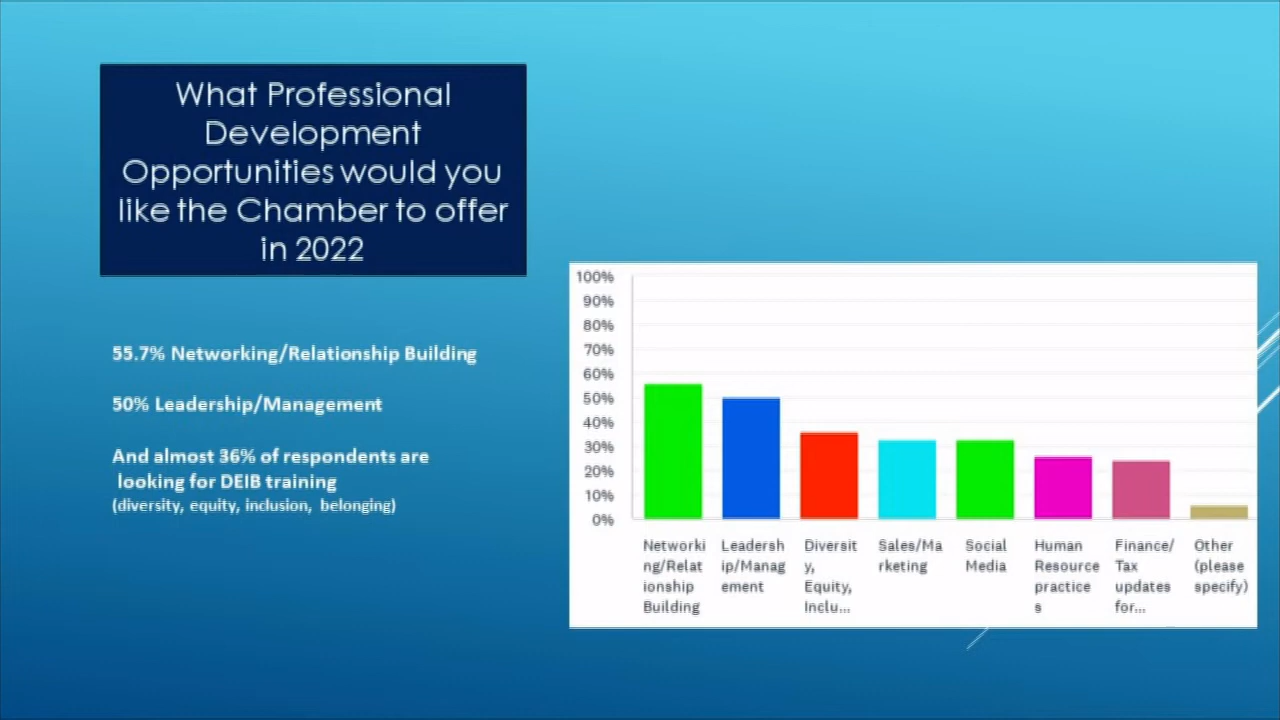 What Professional
Development
Opportunities would you
like the Chamber to offer
in 2022
55.7% Networking/Relationship Building
50% Leadership/Management
And almost 36% of respondents are
looking for DEIB training
(diversity, equity, inclusion, belonging)
100%
90%
80%
70%
60%
50%
40%
30%
20%
10%
0%
Networki
ng/Relat
ionship
Building
Leadersh
ip/Manag
ement
Diversit
y,
Equity,
Inclu...
Sales/Ma
rketing
Social
Media
Human
Resource
practice
s
Finance/
Tax
updates
for...
Other
(please
specify)